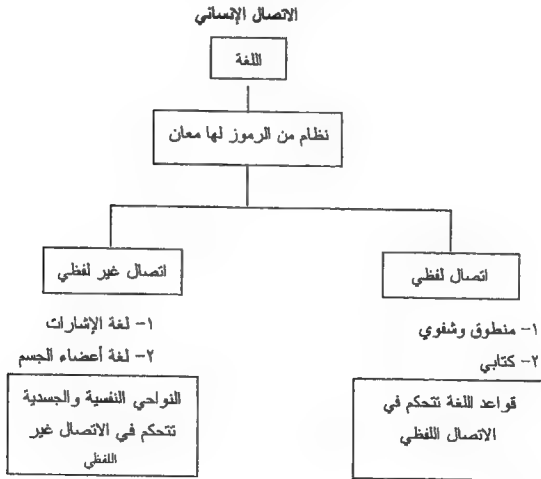 الاتصال الإنساني
اللغة
نظام من الرموز لها معان
اتصال لفظي
١- منطوق وشفوي
٢- كتابي
قواعد اللغة تتحكم في
الاتصال اللفظي
اتصال غير لفظي
١- لغة الإشارات
٢- لغة أعضاء الجسم
النواحي النفسية والجسدية
تتحكم في الاتصال غير
اللفظي